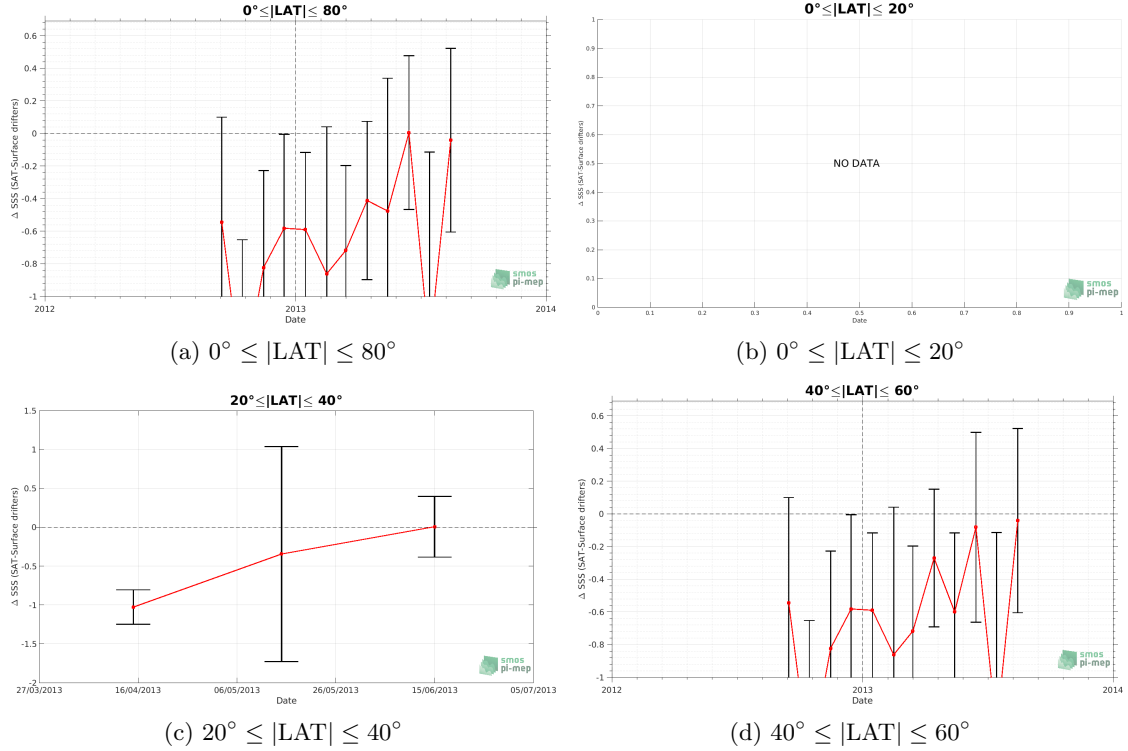 0°≤|LAT|≤ 80°
Δ SSS (SAT-Surface drifters)
0.6
0.4
0.2
0
-0.2
-0.4
-0.6
-0.8
-1
2012
2013
2014
Date
smos
pi-mep
(a) 0° ≤ |LAT| ≤ 80°
0°≤|LAT|≤ 20°
Δ SSS (SAT-Surface drifters)
1
0.9
0.8
0.7
0.6
0.5
0.4
0.3
0.2
0.1
0
NO DATA
0 0.1 0.2 0.3 0.4 0.5 0.6 0.7 0.8 0.9 1
Date
smos
pi-mep
(b) 0° ≤ |LAT| ≤ 20°
20°≤|LAT|≤ 40°
Δ SSS (SAT-Surface drifters)
1.5
1
0.5
0
-0.5
-1
-1.5
-2
27/03/2013 16/04/2013 06/05/2013 26/05/2013 15/06/2013 05/07/2013
Date
smos
pi-mep
(c) 20° ≤ |LAT| ≤ 40°
40°≤|LAT|≤ 60°
Δ SSS (SAT-Surface drifters)
0.6
0.4
0.2
0
-0.2
-0.4
-0.6
-0.8
-1
2012
2013
2014
Date
smos
pi-mep
(d) 40° ≤ |LAT| ≤ 60°